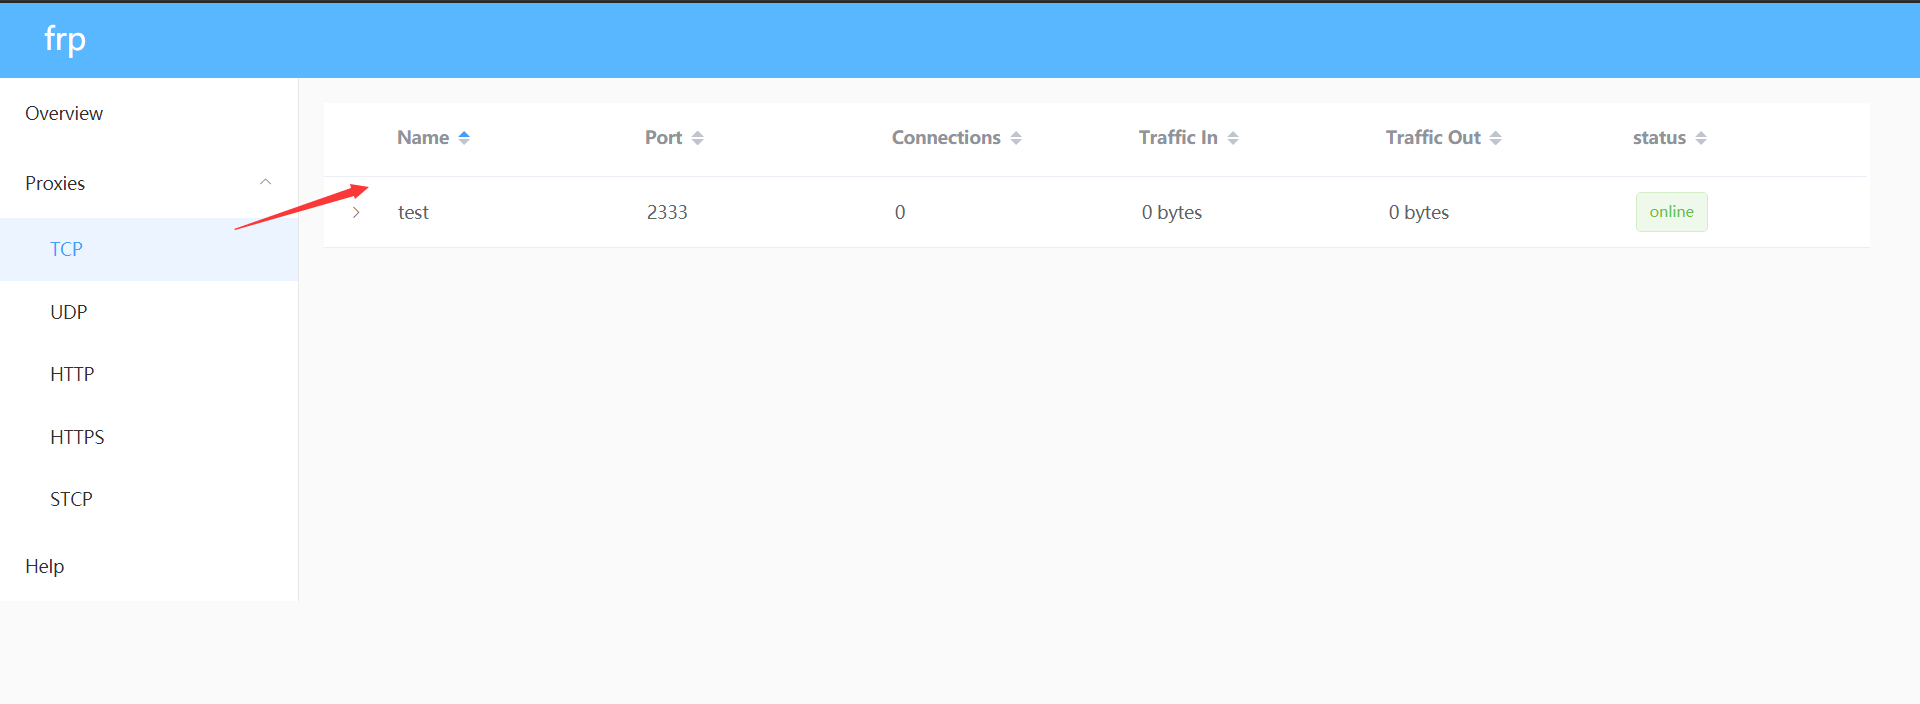 frp
Overview
Proxies
TCP
UDP
HTTP
HTTPS
STCP
Help
Name Port Connections Traffic In Traffic Out status
test 2333 0 0 bytes 0 bytes online